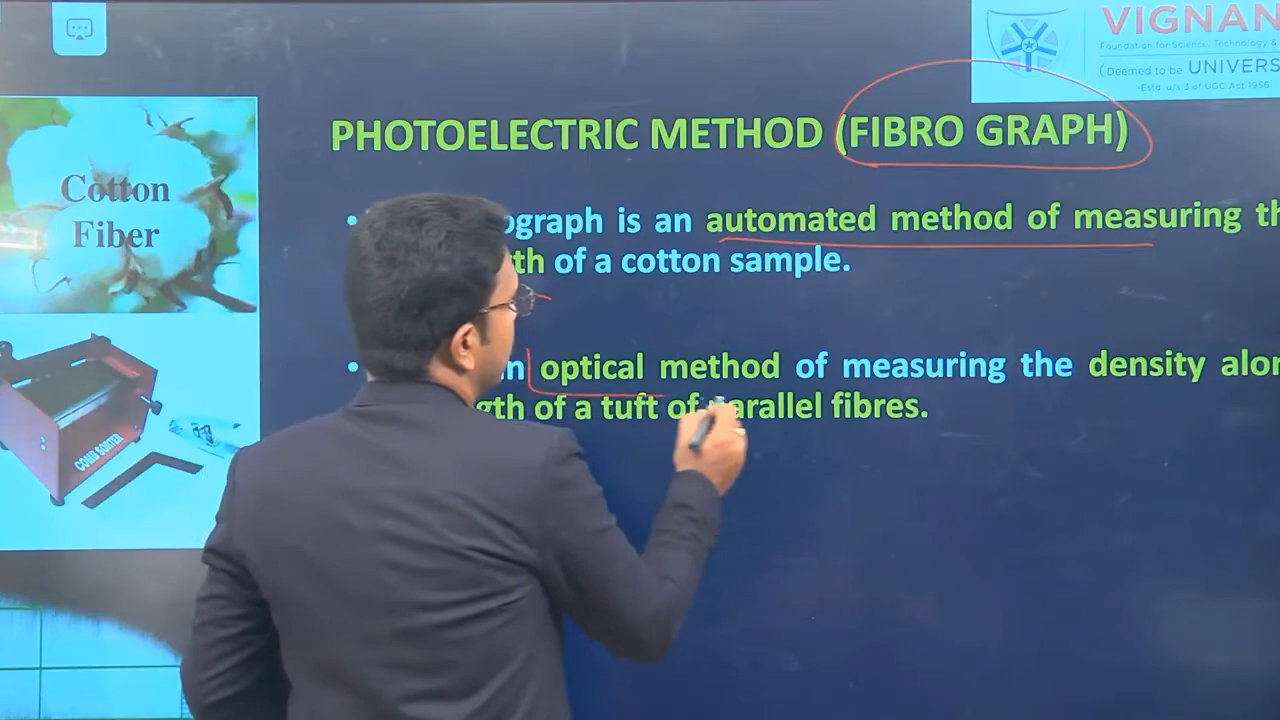 VIGNAN
Foundation for Science, Technology &
(Deemed to be UNIVERS
-Estd. u/s 3 of UGC Act 1956
PHOTOELECTRIC METHOD (FIBRO GRAPH)
Cotton
Fiber
• ograph is an automated method of measuring th
th of a cotton sample.
• n optical method of measuring the density alon
gth of a tuft of parallel fibres.
COMB SORTER